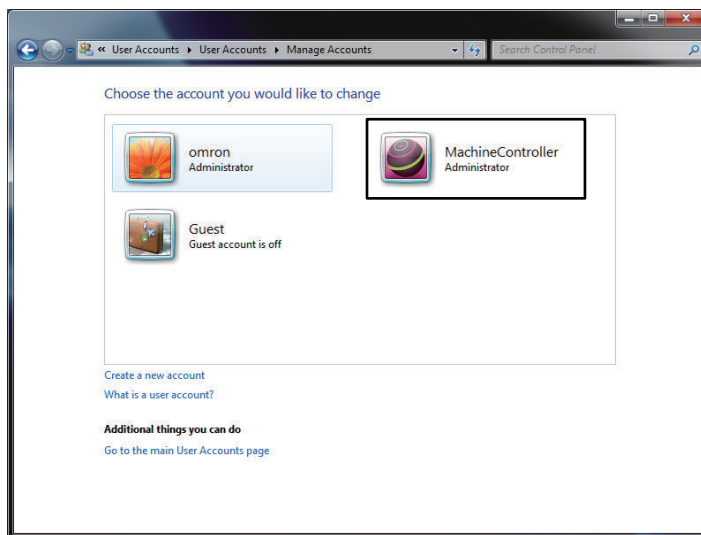 « User Accounts ▸ User Accounts ▸ Manage Accounts
Search Control Panel
Choose the account you would like to change
omron
Administrator
MachineController
Administrator
Guest
Guest account is off
Create a new account
What is a user account?
Additional things you can do
Go to the main User Accounts page